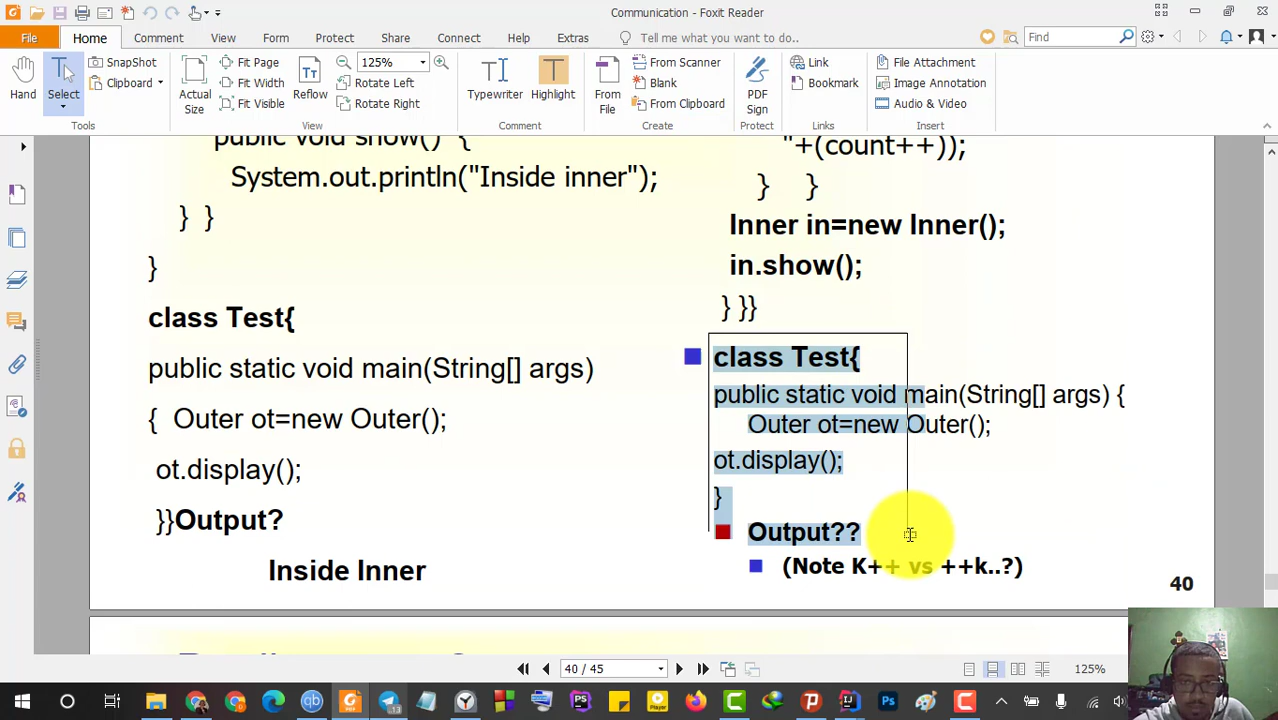 Communication - Foxit Reader
File Home Comment View Form Protect Share Connect Help Extras Tell me what you want to do... Find
Hand
Select
SnapShot
Clipboard
Tools
Actual Size
Fit Page
Fit Width
Fit Visible
Reflow
125%
Rotate Left
Rotate Right
View
Typewriter
Highlight
Comment
From File
From Scanner
Blank
From Clipboard
Create
PDF Sign
Protect
Link
Bookmark
Links
File Attachment
Image Annotation
Audio & Video
Insert
public void show() {
System.out.println("Inside inner");
} }
}
class Test{
public static void main(String[] args)
{ Outer ot=new Outer();
ot.display();
}}Output?
Inside Inner
"+(count++));
} }
Inner in=new Inner();
in.show();
} }}
class Test{
public static void main(String[] args) {
Outer ot=new Outer();
ot.display();
}
Output??
(Note K++ vs ++k..?)
40
40 / 45
125%